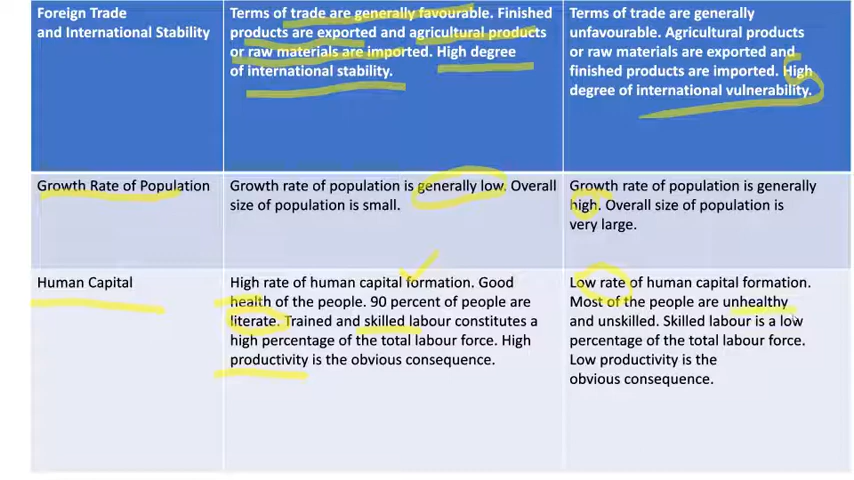 Foreign Trade
and International Stability
Terms of trade are generally favourable. Finished
products are exported and agricultural products
or raw materials are imported. High degree
of international stability.
Terms of trade are generally
unfavourable. Agricultural products
or raw materials are exported and
finished products are imported. High
degree of international vulnerability.
Growth Rate of Population
Growth rate of population is generally low. Overall
size of population is small.
Growth rate of population is generally
high. Overall size of population is
very large.
Human Capital
High rate of human capital formation. Good
health of the people. 90 percent of people are
literate. Trained and skilled labour constitutes a
high percentage of the total labour force. High
productivity is the obvious consequence.
Low rate of human capital formation.
Most of the people are unhealthy
and unskilled. Skilled labour is a low
percentage of the total labour force.
Low productivity is the
obvious consequence.